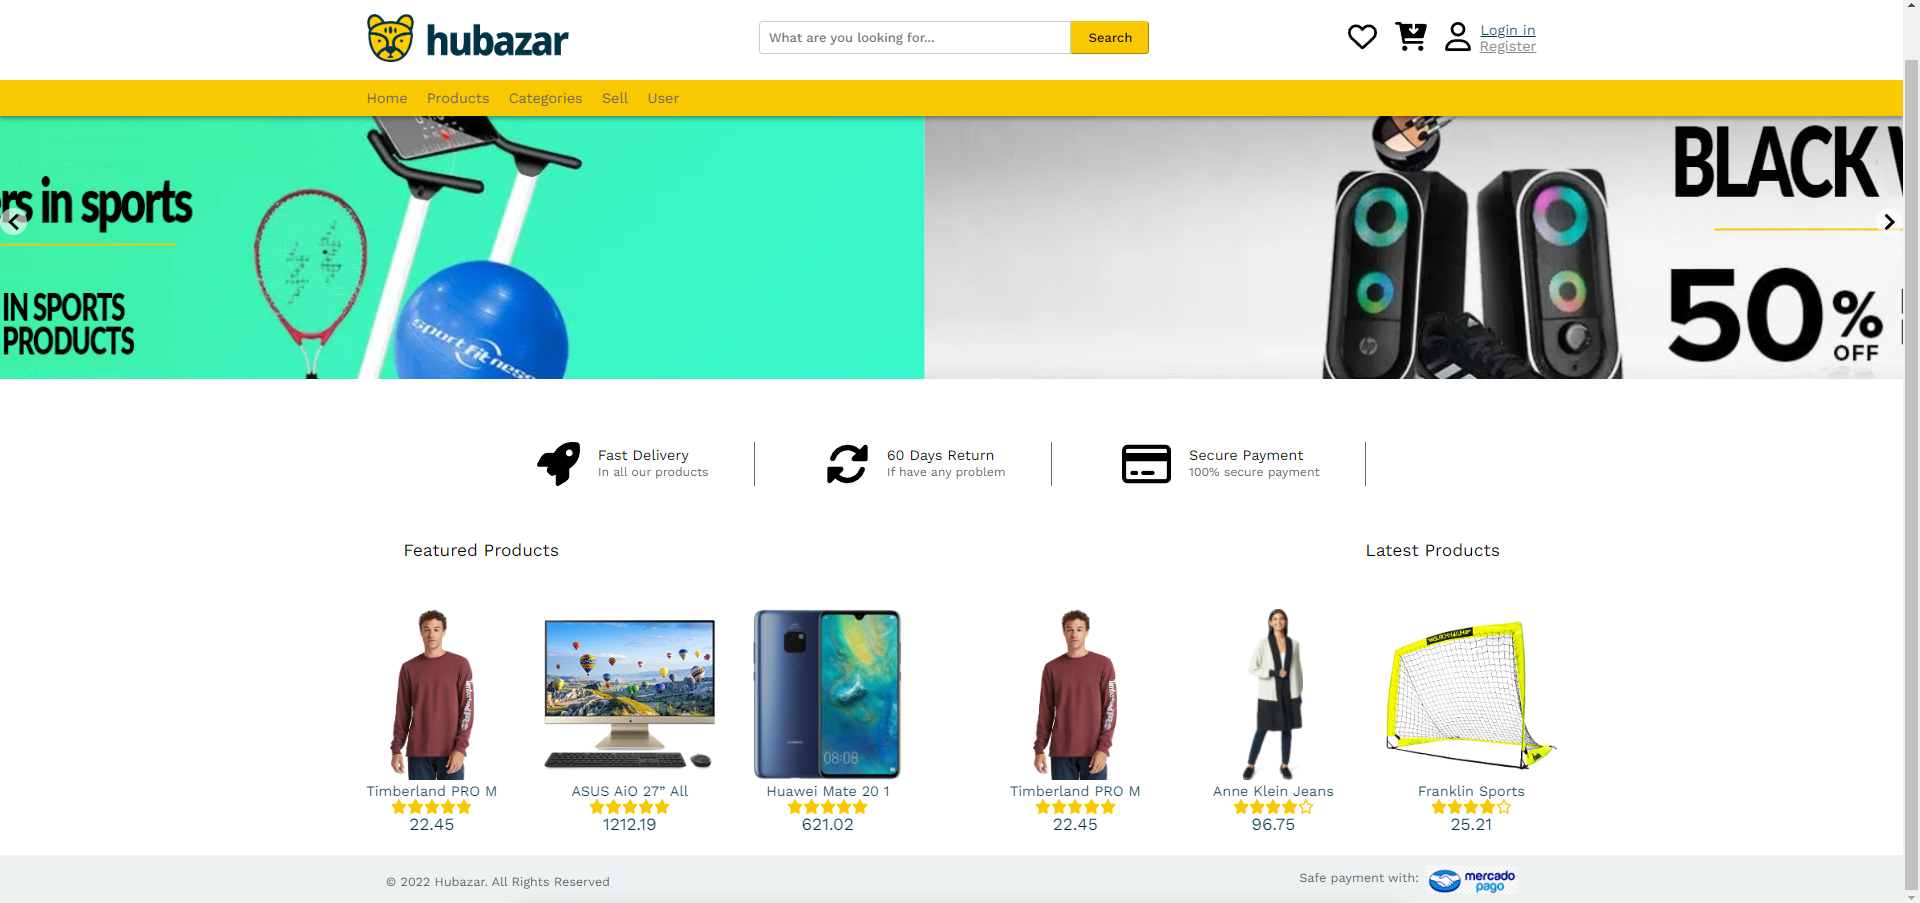 hubazar
What are you looking for...
Search
Login in
Register
Home Products Categories Sell User
rs in sports
IN SPORTS
PRODUCTS
sport fitness
hp
BLACK
50%
OFF
Fast Delivery
In all our products
60 Days Return
If have any problem
Secure Payment
100% secure payment
Featured Products
Latest Products
Timberland PRO M
22.45
ASUS AiO 27” All
1212.19
HUAWEI
08:08
Huawei Mate 20 1
621.02
Timberland PRO M
22.45
Anne Klein Jeans
96.75
Franklin Sports
25.21
© 2022 Hubazar. All Rights Reserved
Safe payment with:
mercado
pago